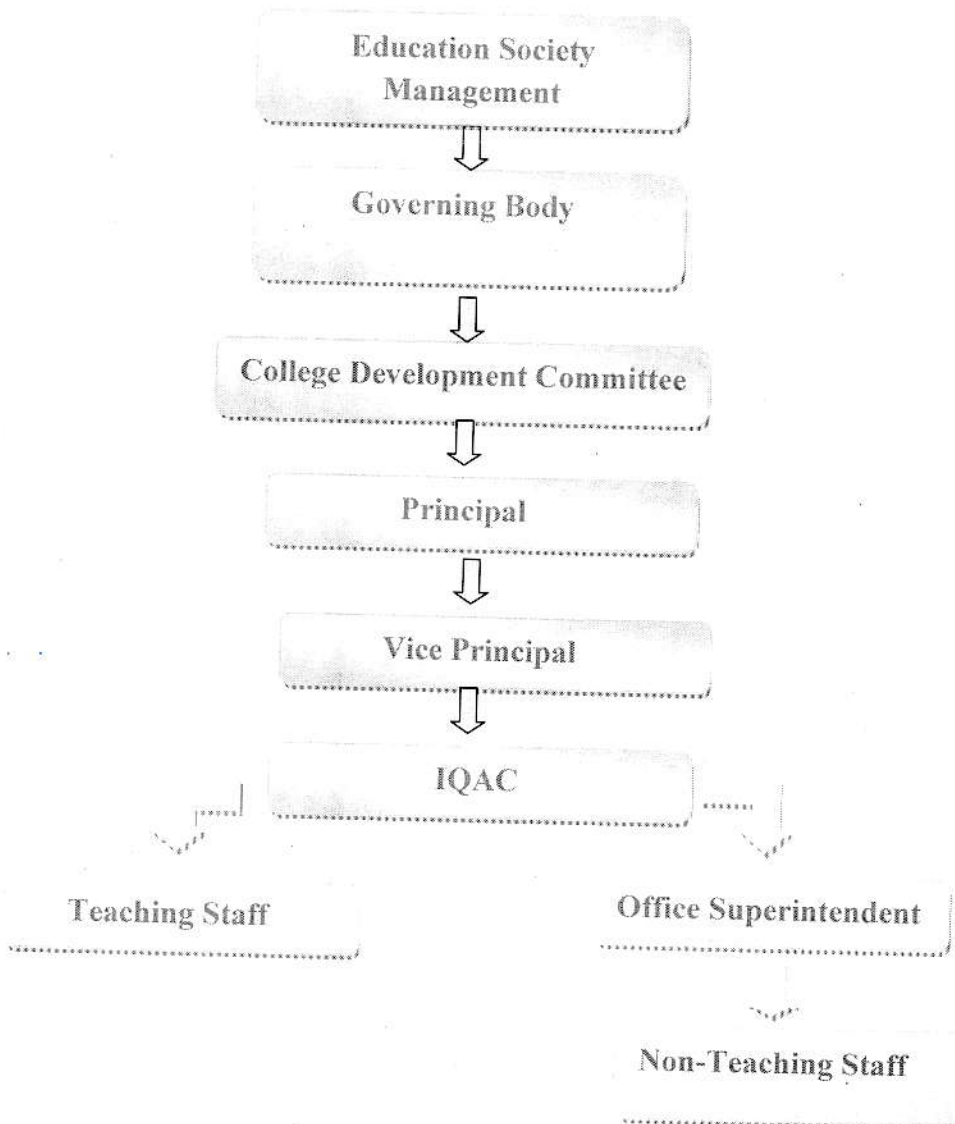 Education Society
Management
Governing Body
College Development Committee
Principal
Vice Principal
IQAC
Teaching Staff
Office Superintendent
Non-Teaching Staff